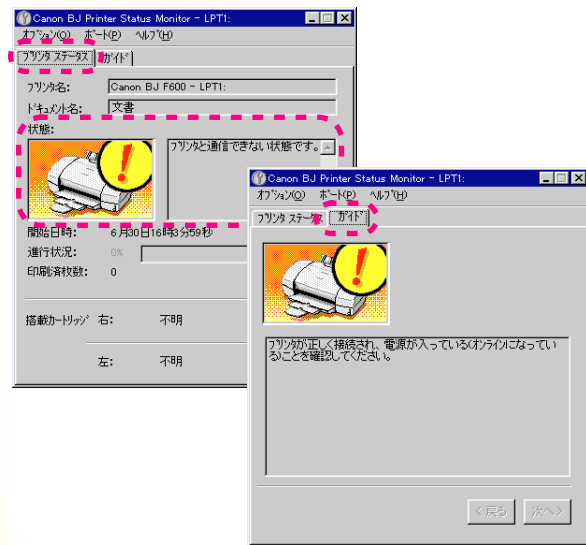 Canon BJ Printer Status Monitor - LPT1:
オプション(O) ポート(P) ヘルプ(H)
プリンタ ステータス ガイド
プリンタ名: Canon BJ F600 - LPT1:
ドキュメント名: 文書
状態:
プリンタと通信できない状態です。
開始日時: 6月30日16時3分59秒
進行状況: 0%
印刷済枚数: 0
搭載カートリッジ 右: 不明
左: 不明
Canon BJ Printer Status Monitor - LPT1:
オプション(O) ポート(P) ヘルプ(H)
プリンタ ステータス ガイド
プリンタが正しく接続され、電源が入っている(オンラインになってい
る)ことを確認してください。
< 戻る 次へ >